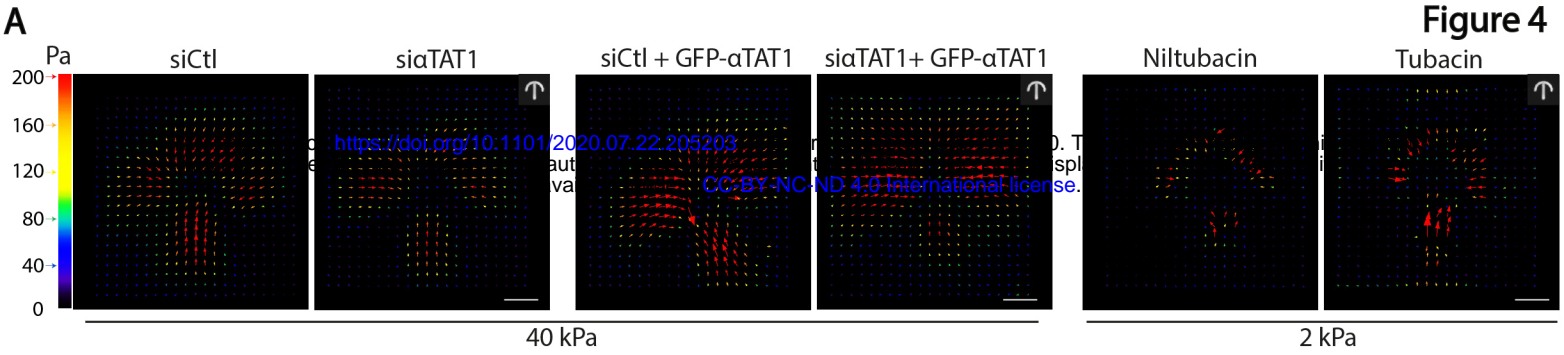 A
Figure 4
Pa
siCtl
siαTAT1
siCtl + GFP-αTAT1
siαTAT1+ GFP-αTAT1
Niltubacin
Tubacin
200
160
120
80
40
0
https://doi.org/10.1101/2020.07.22.205203
CC-BY-NC-ND 4.0 International license.
40 kPa
2 kPa